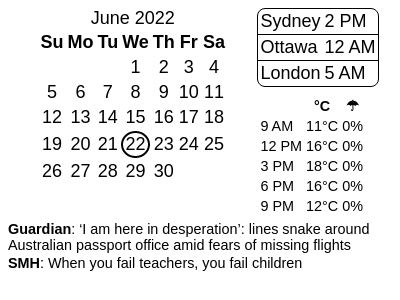 June 2022
Su Mo Tu We Th Fr Sa
1 2 3 4
5 6 7 8 9 10 11
12 13 14 15 16 17 18
19 20 21 22 23 24 25
26 27 28 29 30
Sydney 2 PM
Ottawa 12 AM
London 5 AM
°C ☂
9 AM 11°C 0%
12 PM 16°C 0%
3 PM 18°C 0%
6 PM 16°C 0%
9 PM 12°C 0%
Guardian: ‘I am here in desperation’: lines snake around
Australian passport office amid fears of missing flights
SMH: When you fail teachers, you fail children